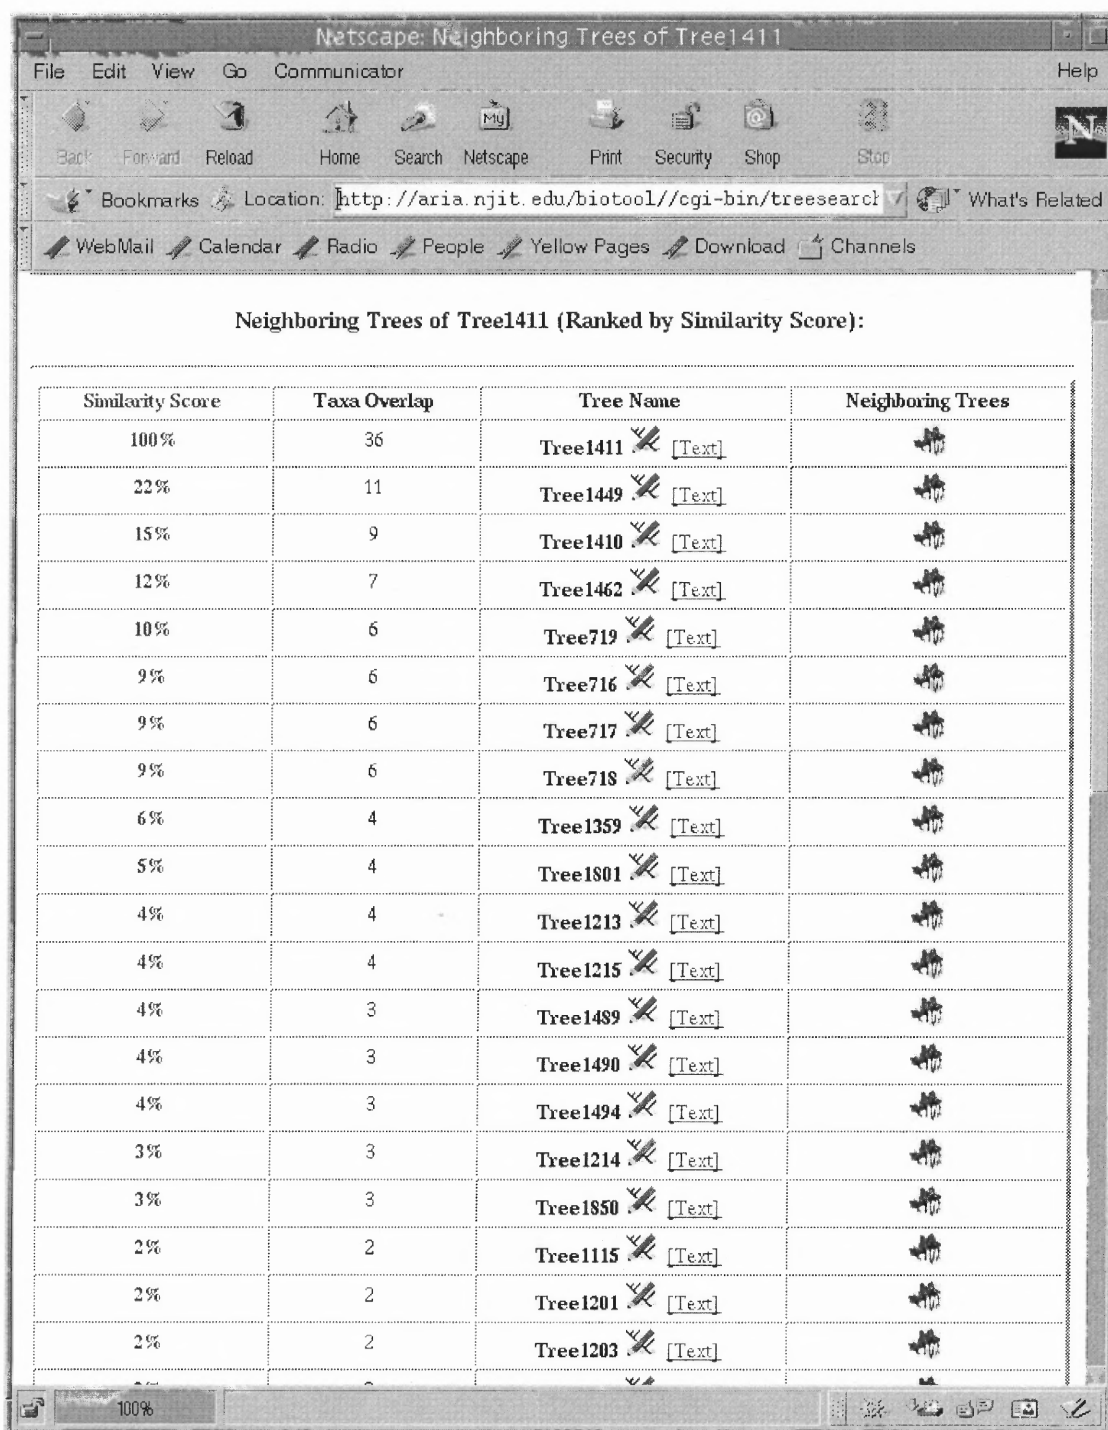 Netscape: Neighboring Trees of Tree1411
File Edit View Go Communicator Help
Back Forward Reload Home Search Netscape Print Security Shop Stop
My
N
Bookmarks Location: http://aria.njit.edu/biotool//cgi-bin/treesearch What's Related
WebMail Calendar Radio People Yellow Pages Download Channels
Neighboring Trees of Tree1411 (Ranked by Similarity Score):
Similarity Score Taxa Overlap Tree Name Neighboring Trees
100% 36 Tree1411 [Text]
22% 11 Tree1449 [Text]
15% 9 Tree1410 [Text]
12% 7 Tree1462 [Text]
10% 6 Tree719 [Text]
9% 6 Tree716 [Text]
9% 6 Tree717 [Text]
9% 6 Tree718 [Text]
6% 4 Tree1359 [Text]
5% 4 Tree1801 [Text]
4% 4 Tree1213 [Text]
4% 4 Tree1215 [Text]
4% 3 Tree1489 [Text]
4% 3 Tree1490 [Text]
4% 3 Tree1494 [Text]
3% 3 Tree1214 [Text]
3% 3 Tree1850 [Text]
2% 2 Tree1115 [Text]
2% 2 Tree1201 [Text]
2% 2 Tree1203 [Text]
100%